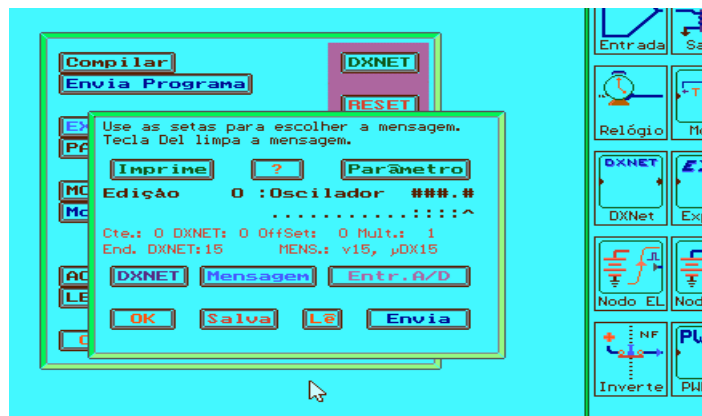 Compilar
DXNET
Envia Programa
RESET
Use as setas para escolher a mensagem.
Tecla Del limpa a mensagem.
Imprime ? Parâmetro
Edição 0 :Oscilador ###.#
...........::::^
Cte.: 0 DXNET: 0 OffSet: 0 Mult.: 1
End. DXNET:15 MENS.: v15, µDX15
DXNET Mensagem Entr.A/D
OK Salva Lê Envia
Entrada
Relógio
DXNET
DXNet
Nodo EL
Nodo
NF
Inverte